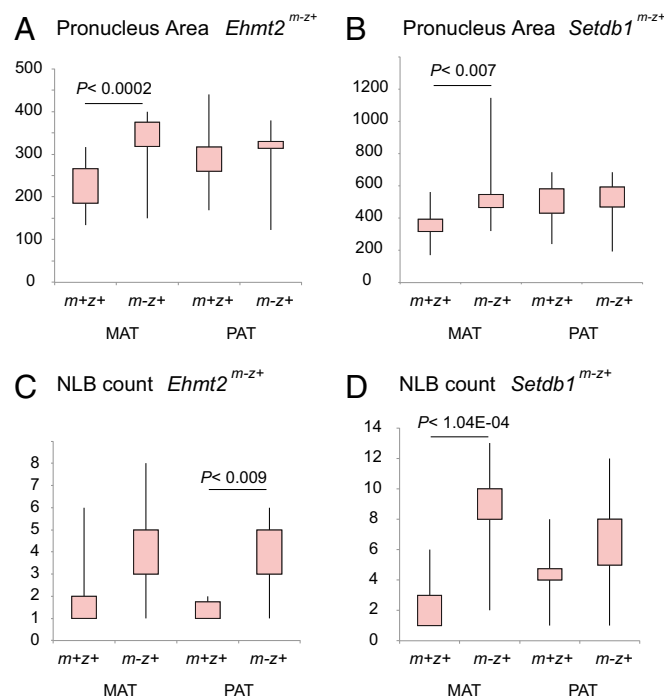 A Pronucleus Area Ehmt2 m-z+
500
400
300
200
100
0
P< 0.0002
m+z+ m-z+ m+z+ m-z+
MAT PAT
B Pronucleus Area Setdb1 m-z+
1200
1000
800
600
400
200
0
P< 0.007
m+z+ m-z+ m+z+ m-z+
MAT PAT
C NLB count Ehmt2 m-z+
8
7
6
5
4
3
2
1
0
P< 0.009
m+z+ m-z+ m+z+ m-z+
MAT PAT
D NLB count Setdb1 m-z+
14
12
10
8
6
4
2
0
P< 1.04E-04
m+z+ m-z+ m+z+ m-z+
MAT PAT